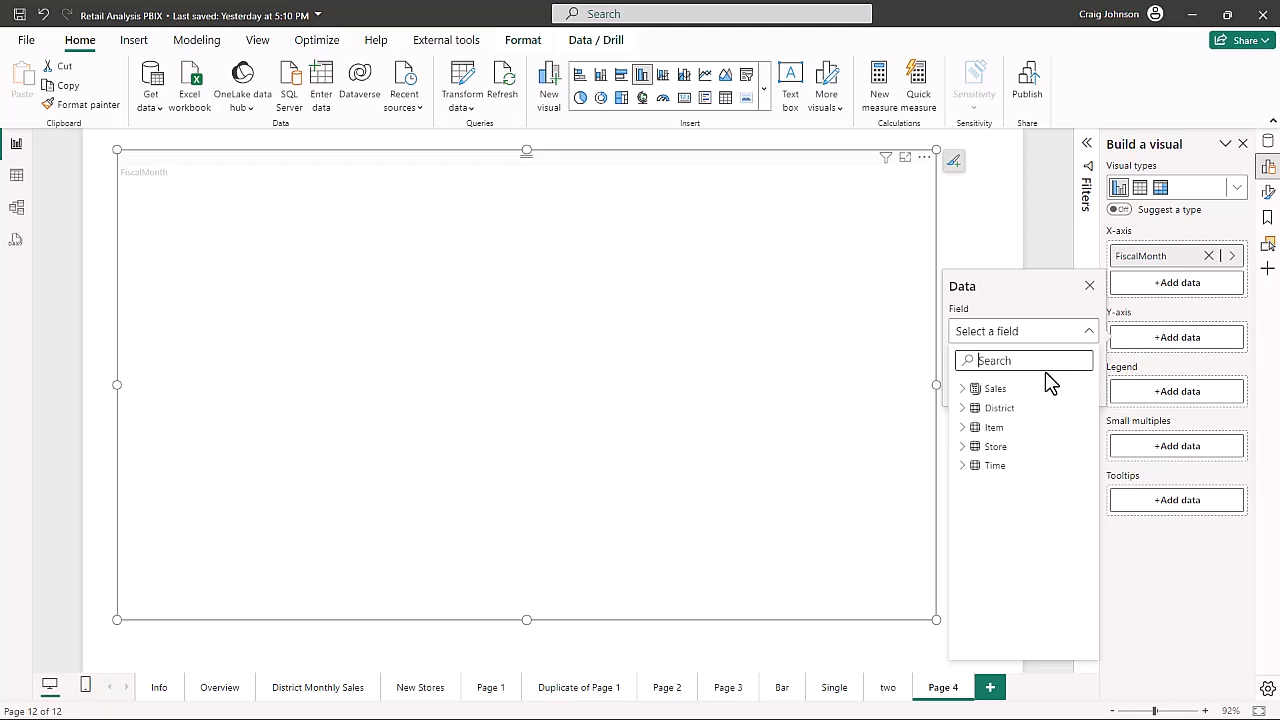 Retail Analysis PBIX • Last saved: Yesterday at 5:10 PM
Search
Craig Johnson
File Home Insert Modeling View Optimize Help External tools Format Data / Drill
Share
Paste
Cut
Copy
Format painter
Get data
Excel workbook
OneLake data hub
SQL Server
Enter data
Dataverse
Recent sources
Transform data
Refresh
New visual
Text box
More visuals
New measure
Quick measure
Sensitivity
Publish
Clipboard Data Queries Insert Calculations Sensitivity Share
FiscalMonth
Filters
Data
Field
Select a field
Search
Sales
District
Item
Store
Time
Build a visual
Visual types
Off Suggest a type
X-axis
FiscalMonth
+Add data
Y-axis
+Add data
Legend
+Add data
Small multiples
+Add data
Tooltips
+Add data
Info Overview District Monthly Sales New Stores Page 1 Duplicate of Page 1 Page 2 Page 3 Bar Single two Page 4
Page 12 of 12
- + 92%